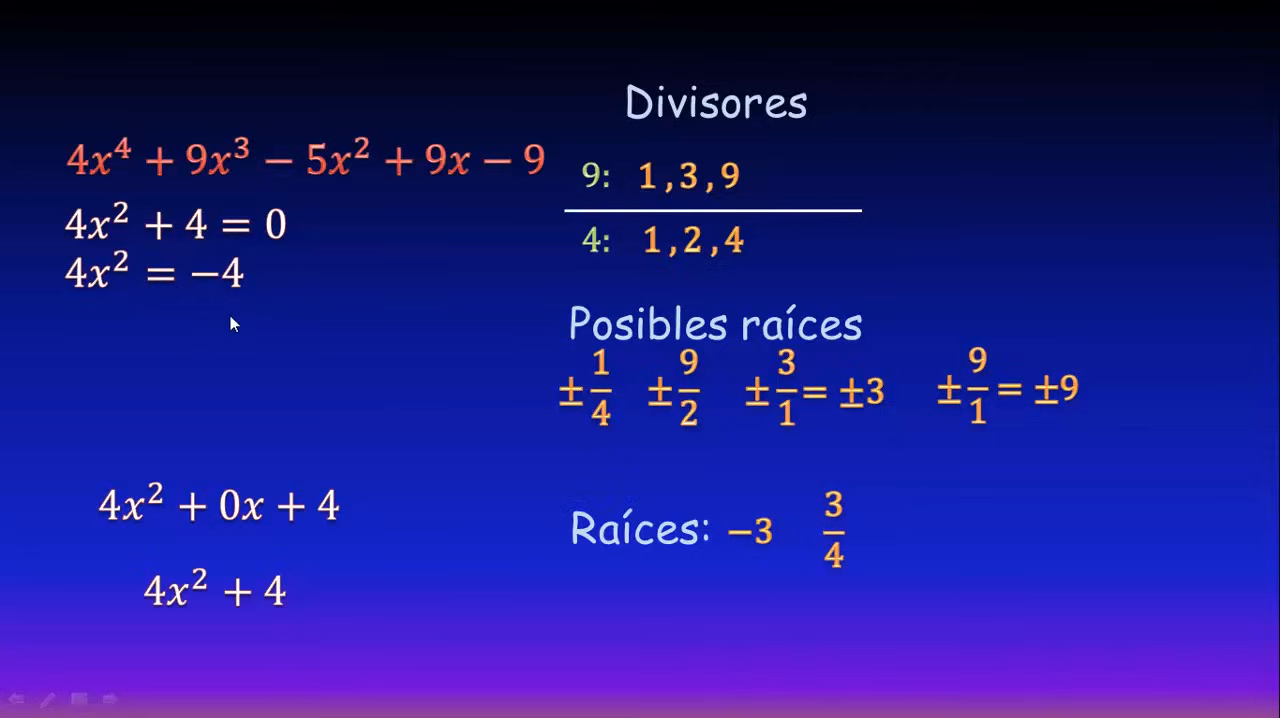 4x⁴ + 9x³ − 5x² + 9x − 9
4x² + 4 = 0
4x² = −4
4x² + 0x + 4
4x² + 4
Divisores
9: 1 , 3 , 9
4: 1 , 2 , 4
Posibles raíces
±1/4 ±9/2 ±3/1 = ±3 ±9/1 = ±9
Raíces: −3 3/4